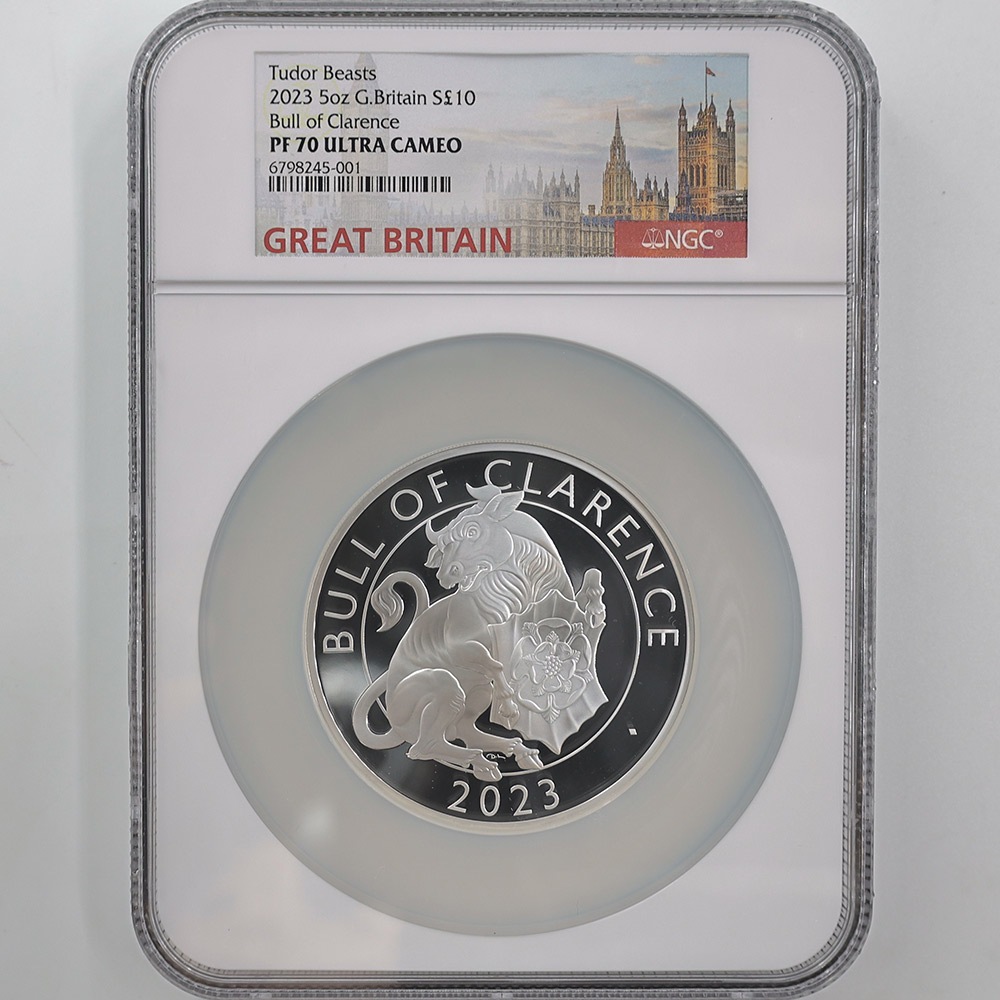 Tudor Beasts
2023 5oz G.Britain S£10
Bull of Clarence
PF 70 ULTRA CAMEO
6798245-001
GREAT BRITAIN
NGC®
BULL OF CLARENCE
2023